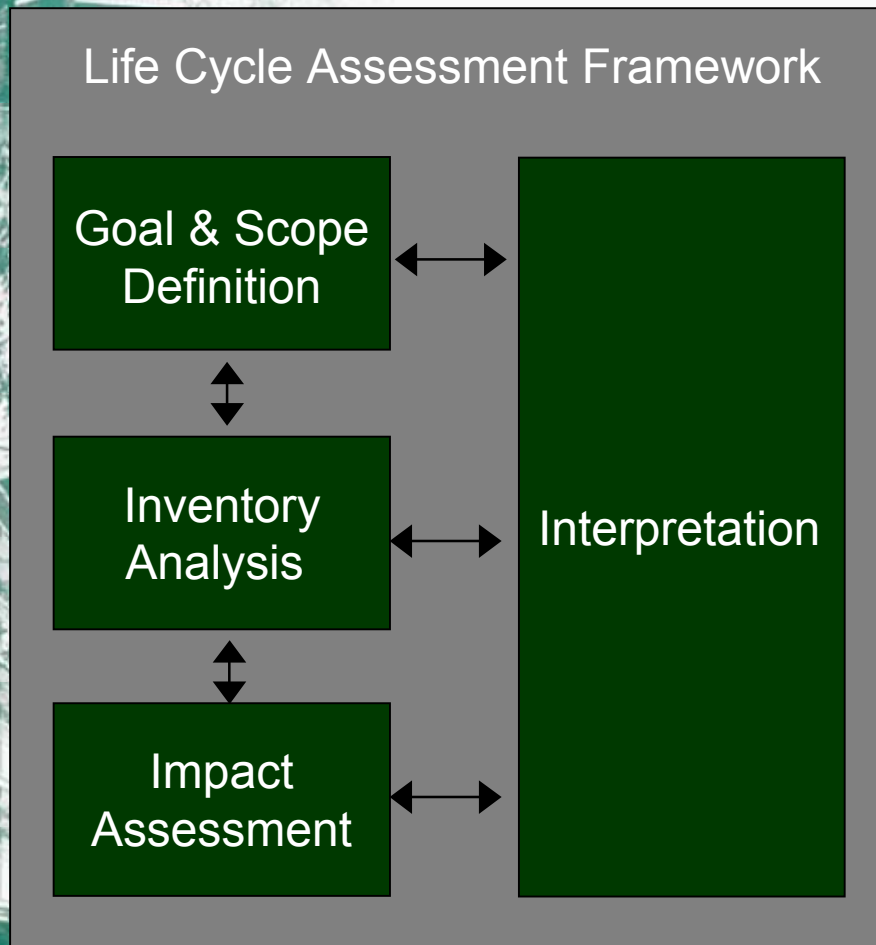 Life Cycle Assessment Framework
Goal & Scope
Definition
Inventory
Analysis
Interpretation
Impact
Assessment